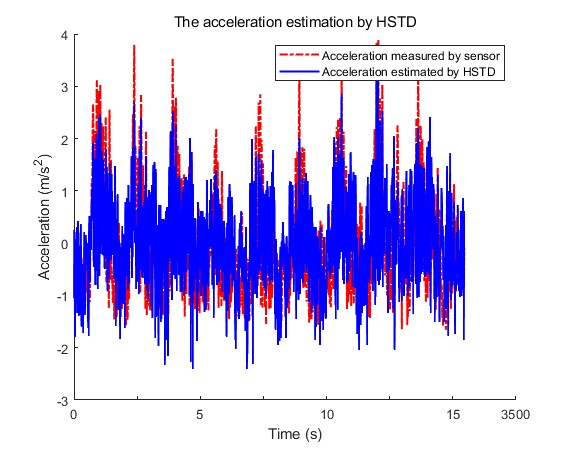 The acceleration estimation by HSTD
Acceleration measured by sensor
Acceleration estimated by HSTD
4
3
2
1
0
-1
-2
-3
Acceleration (m/s²)
0 5 10 15 3500
Time (s)